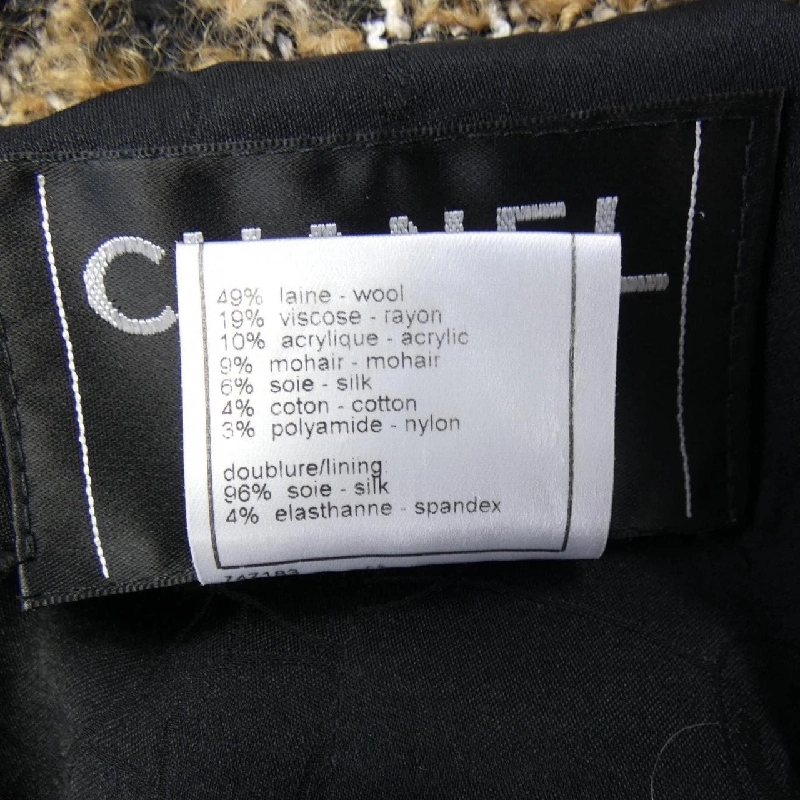 CHANEL
49% laine - wool
19% viscose - rayon
10% acrylique - acrylic
9% mohair - mohair
6% soie - silk
4% coton - cotton
3% polyamide - nylon
doublure/lining
96% soie - silk
4% elasthanne - spandex